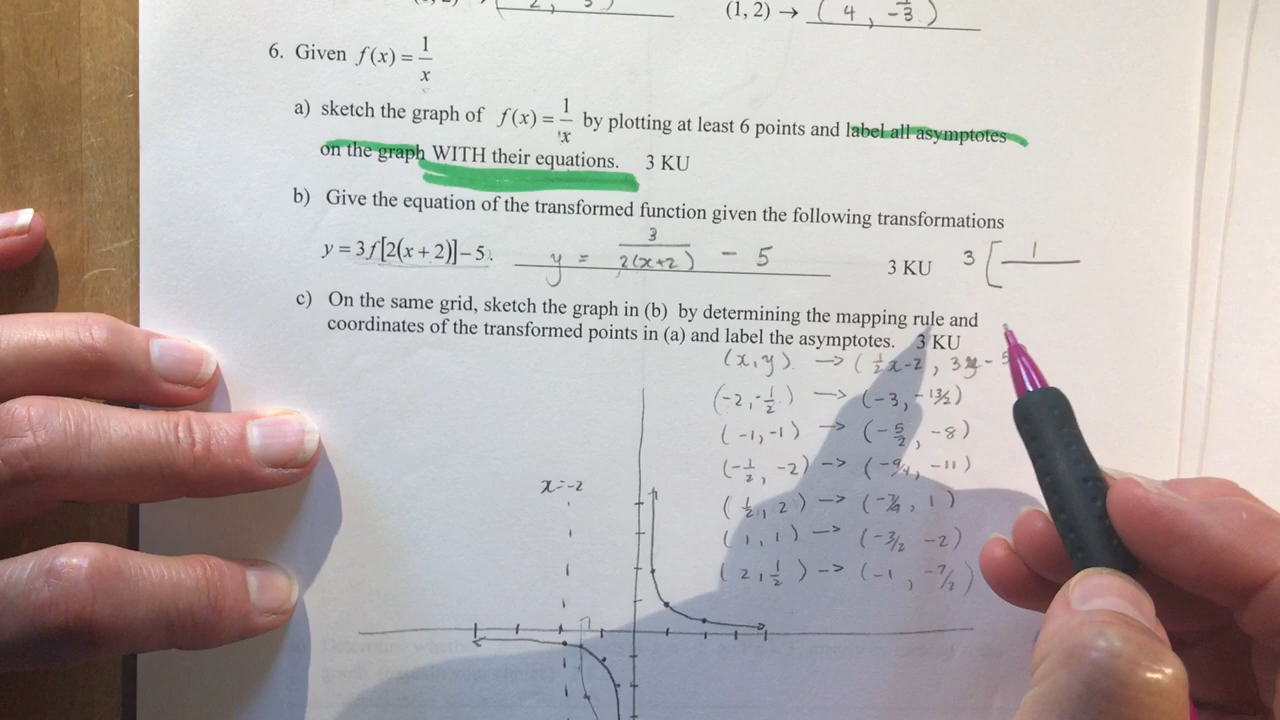 (1, 2) → ( 4 , -1/3 )
6. Given f(x) = 1/x
a) sketch the graph of f(x) = 1/x by plotting at least 6 points and label all asymptotes
on the graph WITH their equations. 3 KU
b) Give the equation of the transformed function given the following transformations
y = 3f[2(x + 2)] – 5. y = 3/2(x+2) - 5 3 KU 3 [ 1
c) On the same grid, sketch the graph in (b) by determining the mapping rule and
coordinates of the transformed points in (a) and label the asymptotes. 3 KU
(x, y) -> (1/2x-2, 3y-5
(-2, -1/2) -> (-3, -13/2)
(-1, -1) -> (-5/2, -8)
(-1/2, -2) -> (-9/4, -11)
x=-2
(1/2, 2) -> (-7/4, 1)
(1, 1) -> (-3/2 -2)
(2, 1/2) -> (-1, -7/2)